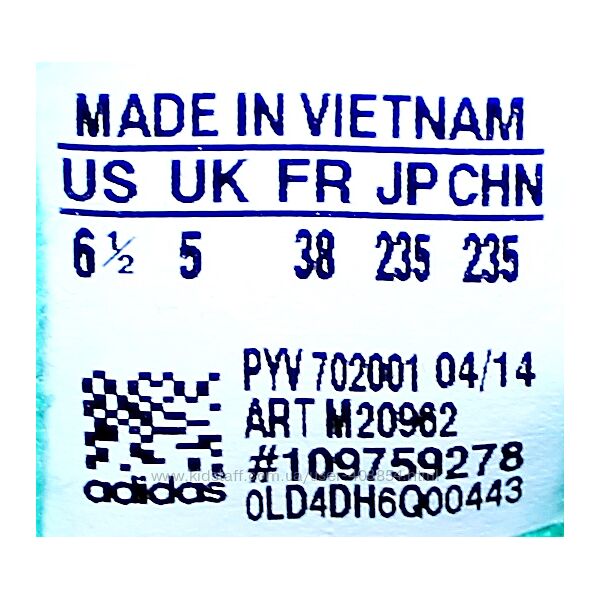 MADE IN VIETNAM
US UK FR JP CHN
6½ 5 38 235 235
PYV 702001 04/14
ART M20962
#109759278
0LD4DH6Q00443
adidas